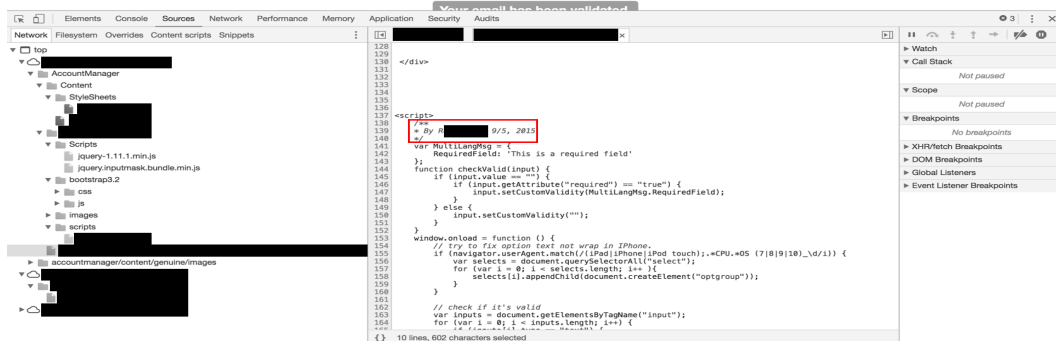 Your email has been validated
Elements Console Sources Network Performance Memory Application Security Audits
3
Network Filesystem Overrides Content scripts Snippets
top
AccountManager
Content
StyleSheets
Scripts
jquery-1.11.1.min.js
jquery.inputmask.bundle.min.js
bootstrap3.2
css
js
images
scripts
accountmanager/content/genuine/images
128
129
130 </div>
131
132
133
134
135
136
137 <script>
138 /**
139 * By R 9/5, 2015
140 */
141 var MultiLangMsg = {
142 RequiredField: 'This is a required field'
143 };
144 function checkValid(input) {
145 if (input.value == "") {
146 if (input.getAttribute("required") == "true") {
147 input.setCustomValidity(MultiLangMsg.RequiredField);
148 }
149 } else {
150 input.setCustomValidity("");
151 }
152 }
153 window.onload = function () {
154 // try to fix option text not wrap in IPhone.
155 if (navigator.userAgent.match(/(iPad|iPhone|iPod touch);.*CPU.*OS (7|8|9|10)_\d/i)) {
156 var selects = document.querySelectorAll("select");
157 for (var i = 0; i < selects.length; i++ ){
158 selects[i].appendChild(document.createElement("optgroup"));
159 }
160 }
161
162 // check if it's valid
163 var inputs = document.getElementsByTagName("input");
164 for (var i = 0; i < inputs.length; i++) {
{} 10 lines, 602 characters selected
Watch
Call Stack
Not paused
Scope
Not paused
Breakpoints
No breakpoints
XHR/fetch Breakpoints
DOM Breakpoints
Global Listeners
Event Listener Breakpoints